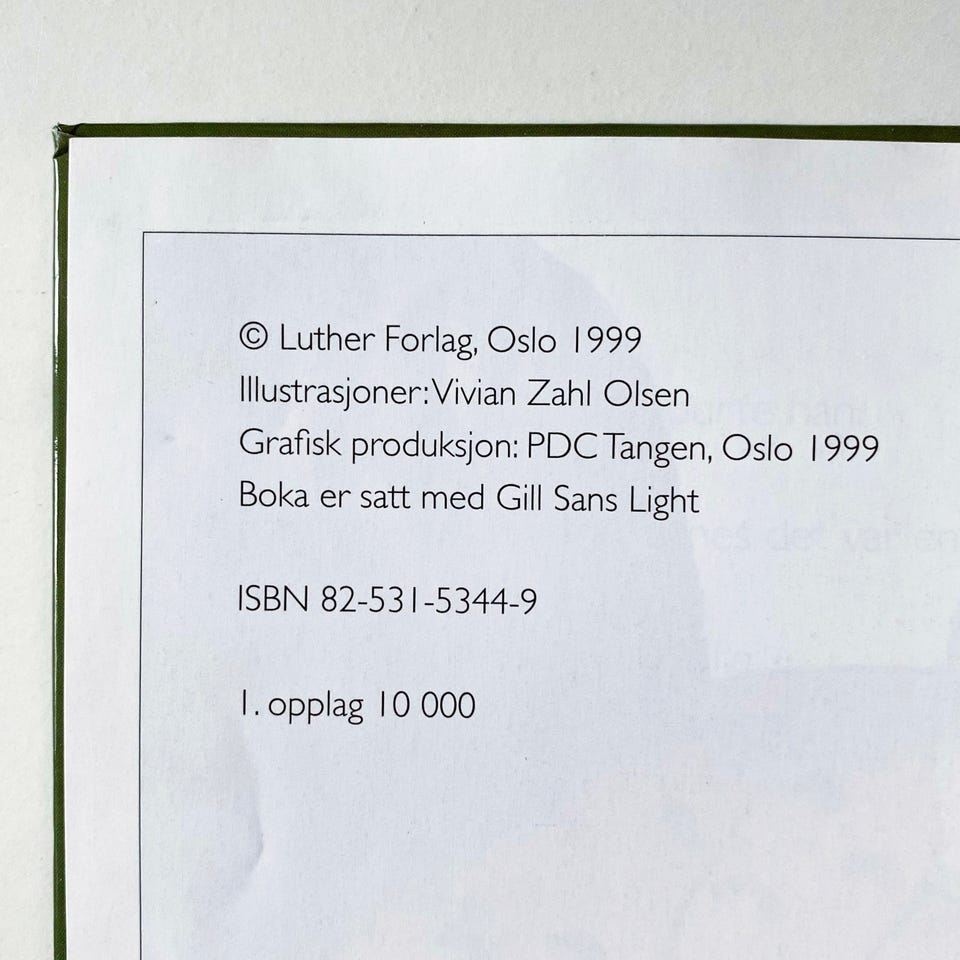 © Luther Forlag, Oslo 1999
Illustrasjoner: Vivian Zahl Olsen
Grafisk produksjon: PDC Tangen, Oslo 1999
Boka er satt med Gill Sans Light
ISBN 82-531-5344-9
1. opplag 10 000